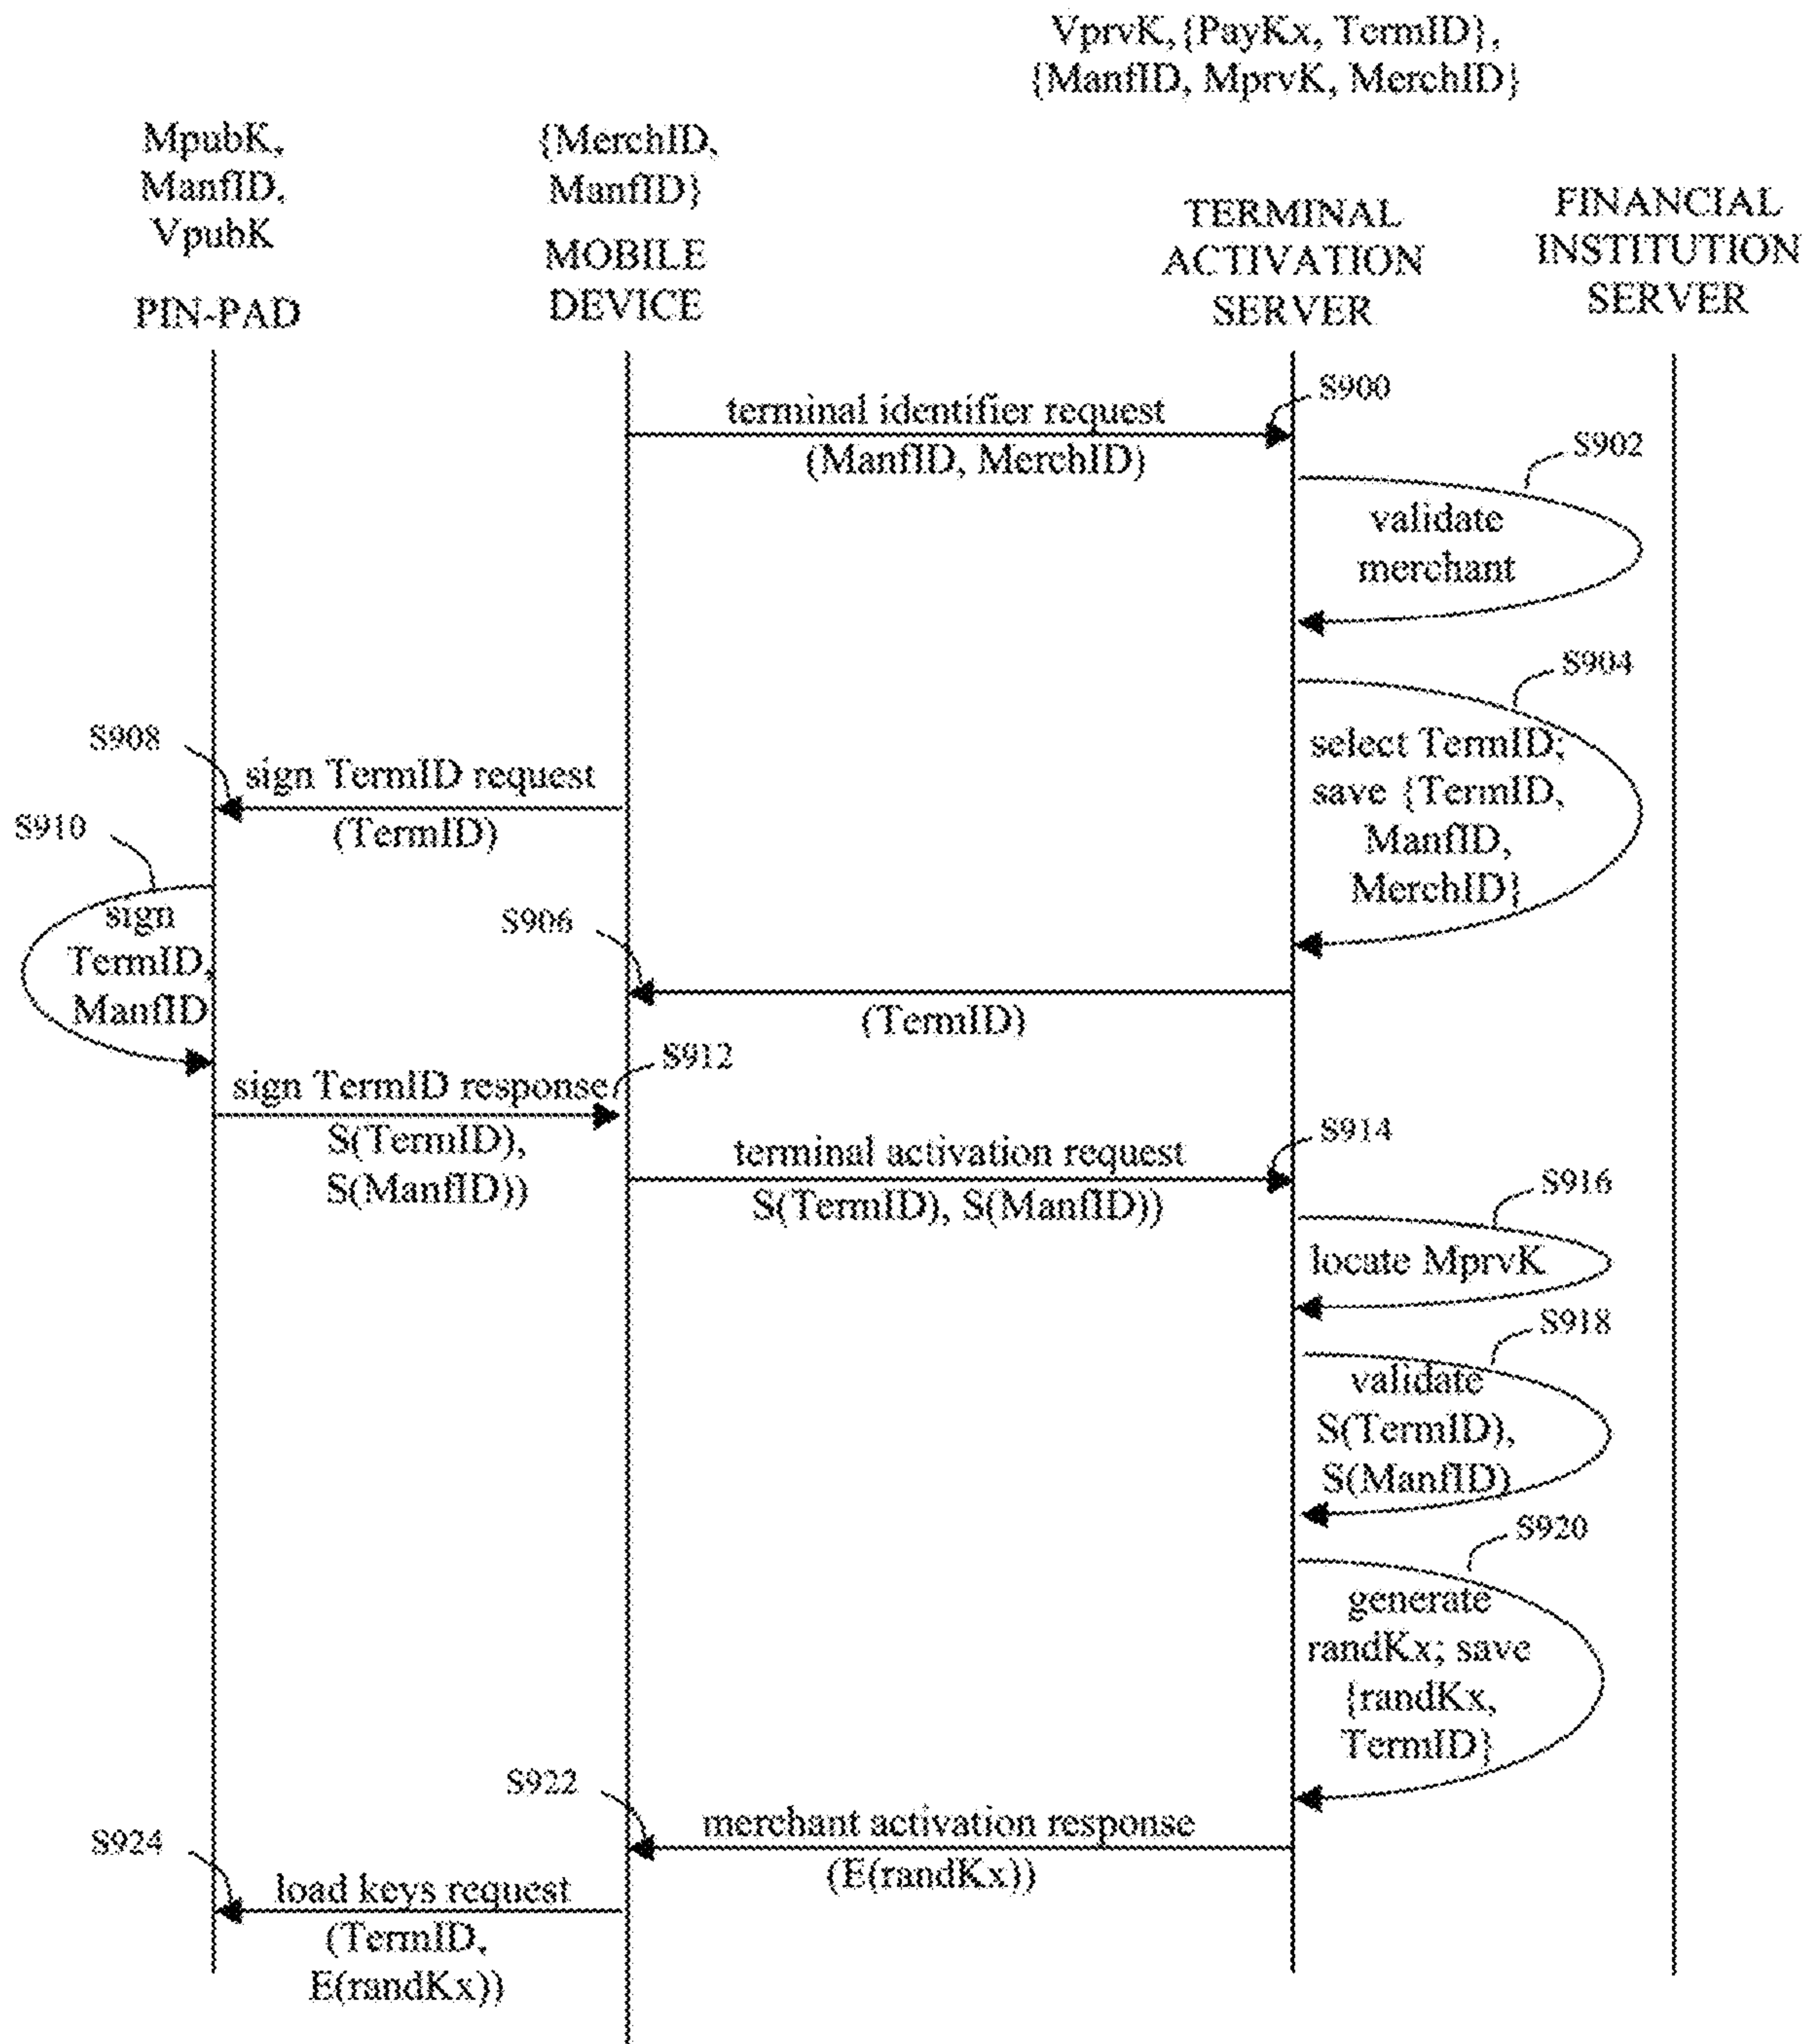 VprvK,{PayKx, TermID},
{ManfID, MprvK, MerchID}
MpubK,
ManfID,
VpubK
PIN-PAD
{MerchID,
ManfID}
MOBILE
DEVICE
TERMINAL
ACTIVATION
SERVER
FINANCIAL
INSTITUTION
SERVER
S900
terminal identifier request
(ManfID, MerchID)
S902
validate
merchant
S904
select TermID;
save {TermID,
ManfID,
MerchID}
S908
sign TermID request
(TermID)
S910
sign
TermID,
ManfID
S906
(TermID)
S912
sign TermID response
S(TermID),
S(ManfID))
S914
terminal activation request
S(TermID), S(ManfID))
S916
locate MprvK
S918
validate
S(TermID),
S(ManfID)
S920
generate
randKx; save
{randKx,
TermID}
S922
merchant activation response
(E(randKx))
S924
load keys request
(TermID,
E(randKx))